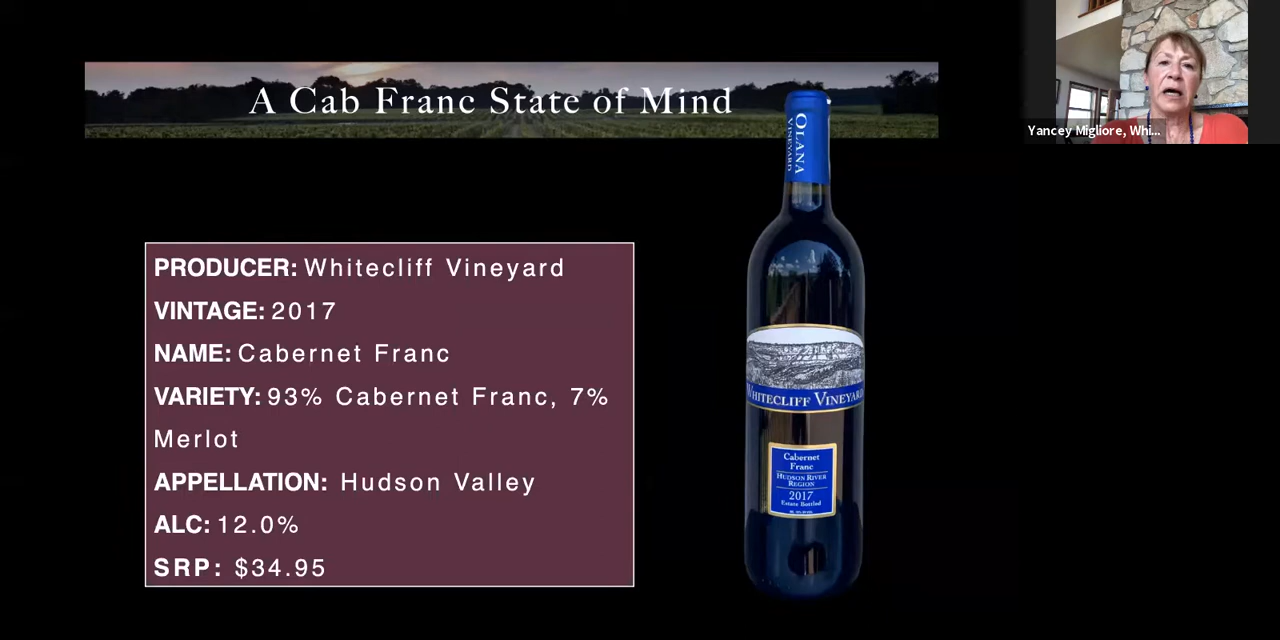 A Cab Franc State of Mind
Yancey Migliore, Whi...
OLANA
VINEYARD
PRODUCER: Whitecliff Vineyard
VINTAGE: 2017
NAME: Cabernet Franc
VARIETY: 93% Cabernet Franc, 7%
Merlot
APPELLATION: Hudson Valley
ALC: 12.0%
SRP: $34.95
WHITECLIFF VINEYARD
Cabernet
Franc
HUDSON RIVER
REGION
2017
Estate Bottled